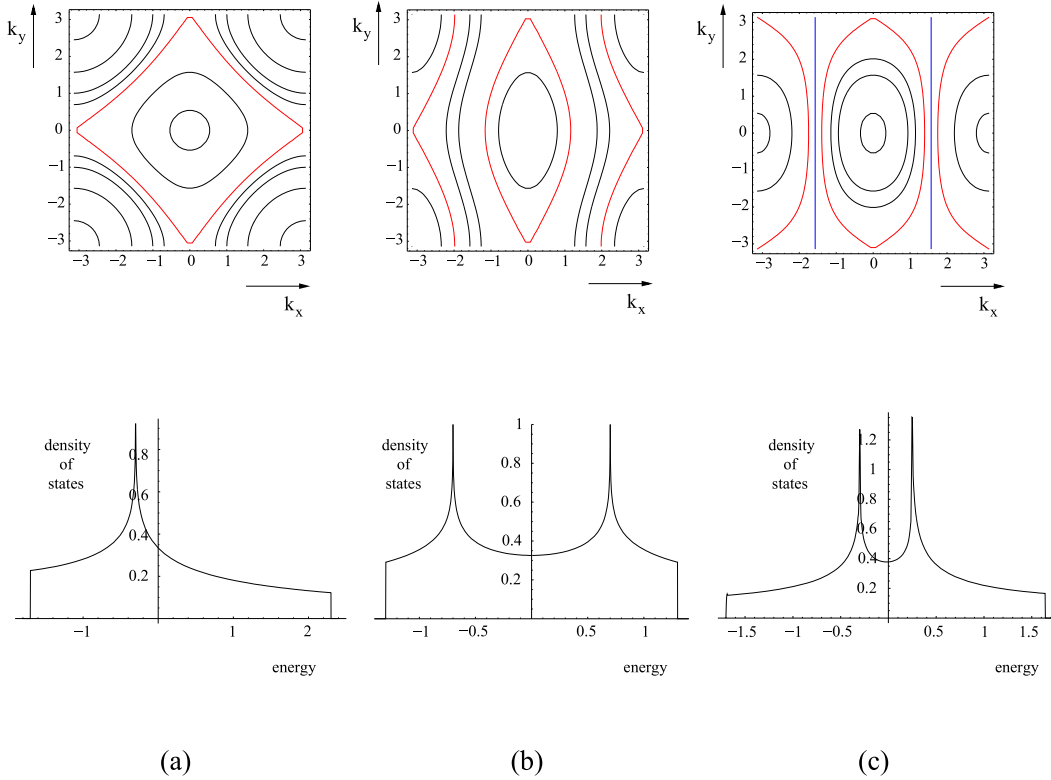 k_y
3
2
1
0
−1
−2
−3
−3 −2 −1 0 1 2 3
k_x
k_y
3
2
1
0
−1
−2
−3
−3 −2 −1 0 1 2 3
k_x
k_y
3
2
1
0
−1
−2
−3
−3 −2 −1 0 1 2 3
k_x
density
of
states
0.8
0.6
0.4
0.2
−1 1 2
energy
density
of
states
1
0.8
0.6
0.4
0.2
−1 −0.5 0.5 1
energy
density
of
states
1.2
1
0.8
0.6
0.4
0.2
−1.5 −1 −0.5 0.5 1 1.5
energy
(a) (b) (c)